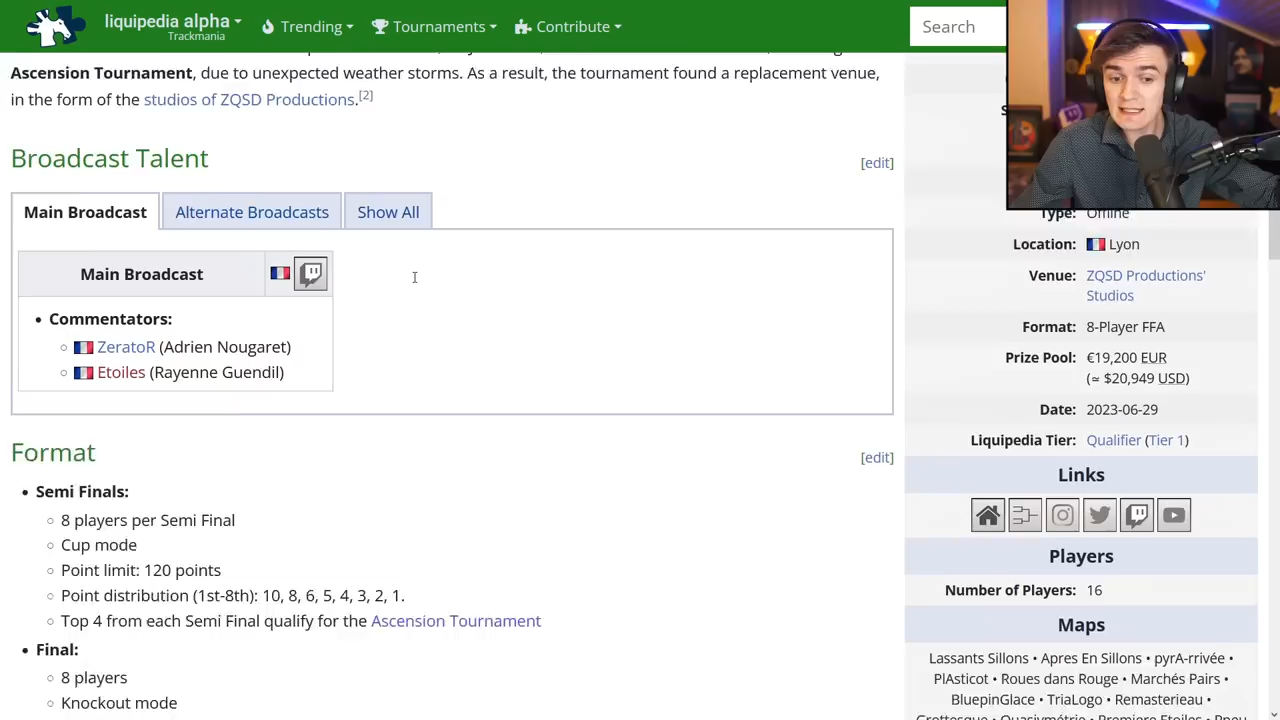 liquipedia alpha
Trackmania
Trending
Tournaments
Contribute
Search
Ascension Tournament, due to unexpected weather storms. As a result, the tournament found a replacement venue,
in the form of the studios of ZQSD Productions.[2]
Broadcast Talent
[edit]
Main Broadcast
Alternate Broadcasts
Show All
Main Broadcast
Commentators:
ZeratoR (Adrien Nougaret)
Etoiles (Rayenne Guendil)
Format
[edit]
Semi Finals:
8 players per Semi Final
Cup mode
Point limit: 120 points
Point distribution (1st-8th): 10, 8, 6, 5, 4, 3, 2, 1.
Top 4 from each Semi Final qualify for the Ascension Tournament
Final:
8 players
Knockout mode
Type: Offline
Location: Lyon
Venue: ZQSD Productions'
Studios
Format: 8-Player FFA
Prize Pool: €19,200 EUR
(≈ $20,949 USD)
Date: 2023-06-29
Liquipedia Tier: Qualifier (Tier 1)
Links
Players
Number of Players: 16
Maps
Lassants Sillons • Apres En Sillons • pyrA-rrivée •
PlAsticot • Roues dans Rouge • Marchés Pairs •
BluepinGlace • TriaLogo • Remasterieau •
Grottesque • Quasiymétrie • Premiere Etoiles • Pneu